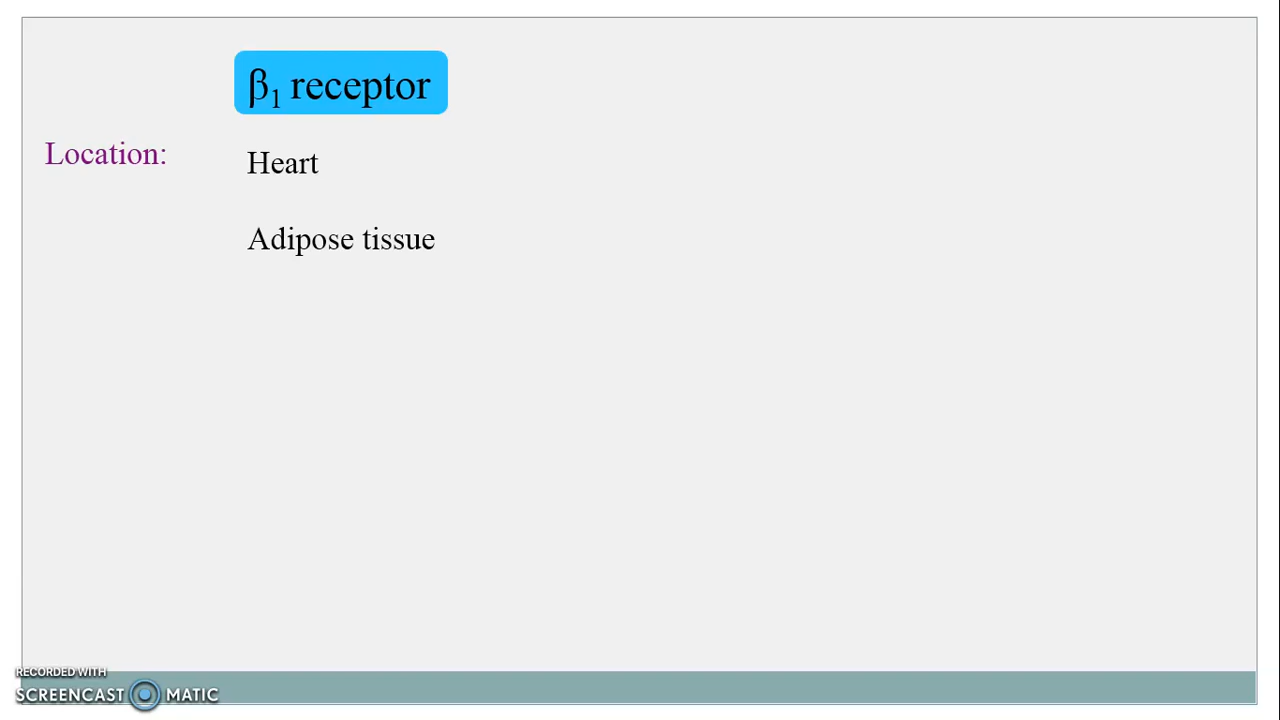 β₁ receptor
Location:
Heart
Adipose tissue
RECORDED WITH
SCREENCAST MATIC